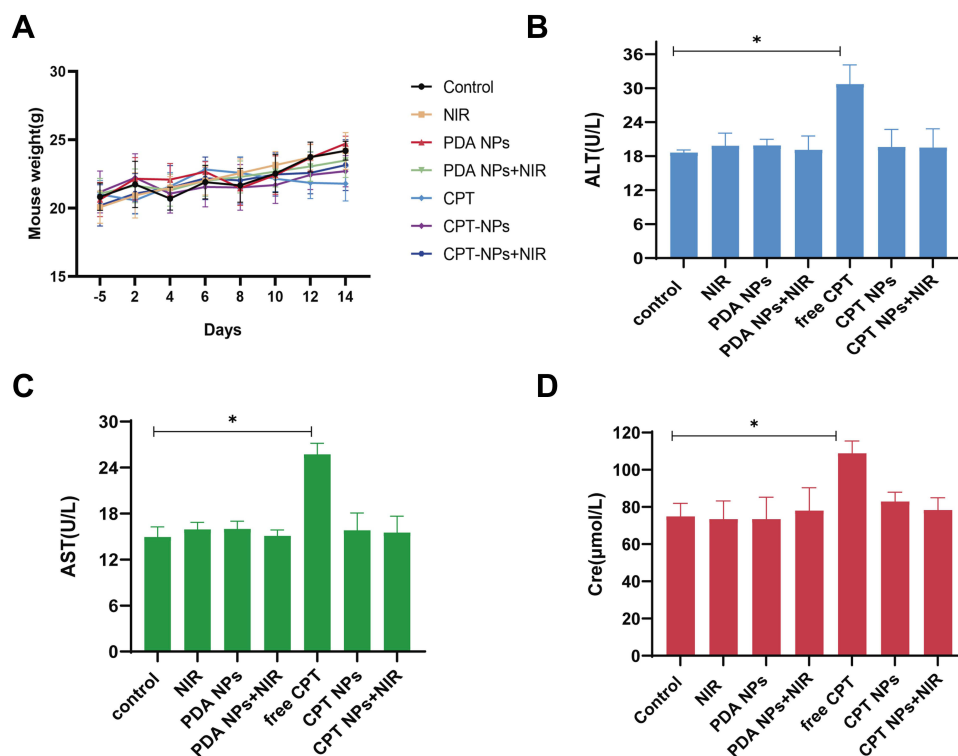 A
Mouse weight(g)
30
25
20
15
-5 2 4 6 8 10 12 14
Days
Control
NIR
PDA NPs
PDA NPs+NIR
CPT
CPT-NPs
CPT-NPs+NIR
B
*
ALT(U/L)
36
30
24
18
12
6
0
control
NIR
PDA NPs
PDA NPs+NIR
free CPT
CPT NPs
CPT NPs+NIR
C
*
AST(U/L)
30
24
18
12
6
0
control
NIR
PDA NPs
PDA NPs+NIR
free CPT
CPT NPs
CPT NPs+NIR
D
*
Cre(μmol/L)
120
100
80
60
40
20
0
control
NIR
PDA NPs
PDA NPs+NIR
free CPT
CPT NPs
CPT NPs+NIR